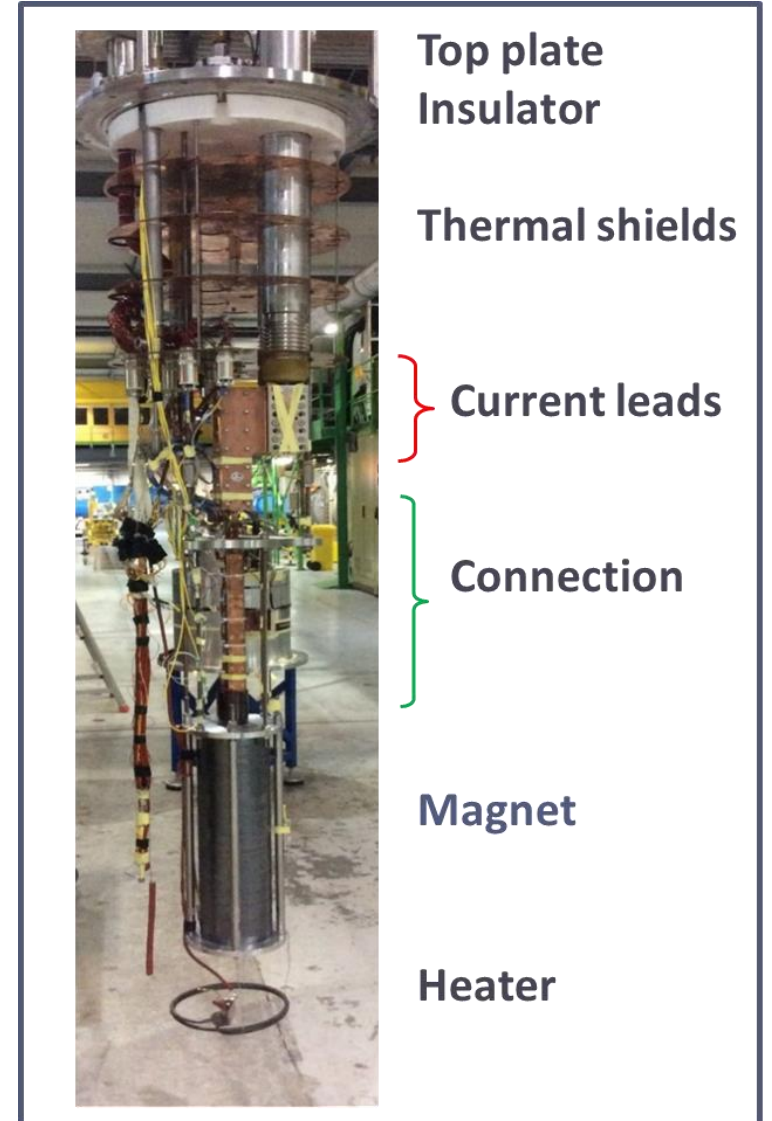 Top plate
Insulator
Thermal shields
Current leads
Connection
Magnet
Heater